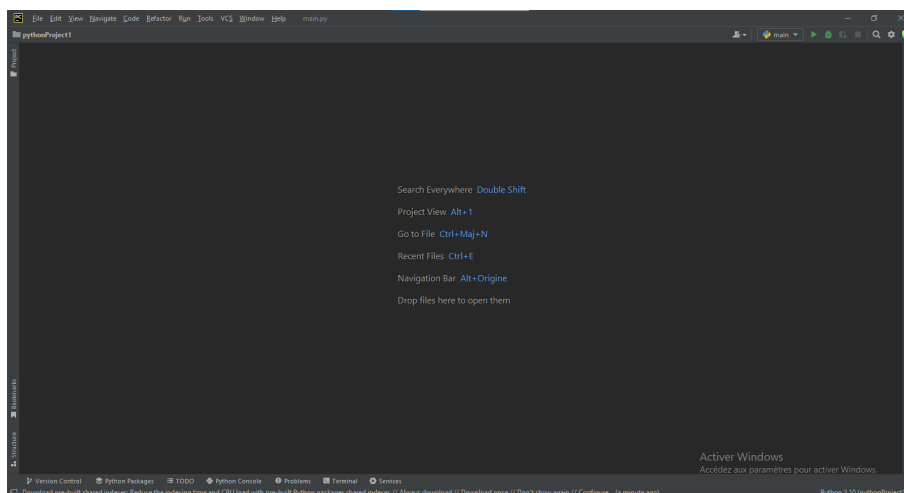 File Edit View Navigate Code Refactor Run Tools VCS Window Help main.py
pythonProject1 main
Project
Search Everywhere Double Shift
Project View Alt+1
Go to File Ctrl+Maj+N
Recent Files Ctrl+E
Navigation Bar Alt+Origine
Drop files here to open them
Bookmarks
Structure
Activer Windows
Accédez aux paramètres pour activer Windows.
Version Control Python Packages TODO Python Console Problems Terminal Services
Download pre-built shared indexes: Reduce the indexing time and CPU load with pre-built Python packages shared indexes // Always download // Download once // Don't show again // Configure... (a minute ago) Python 3.10 (pythonProject